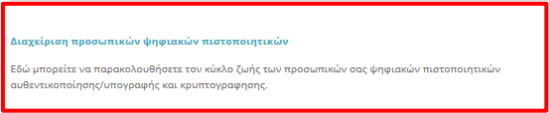 Διαχείριση προσωπικών ψηφιακών πιστοποιητικών
Εδώ μπορείτε να παρακολουθήσετε τον κύκλο ζωής των προσωπικών σας ψηφιακών πιστοποιητικών
αυθεντικοποίησης/υπογραφής και κρυπτογραφησης.